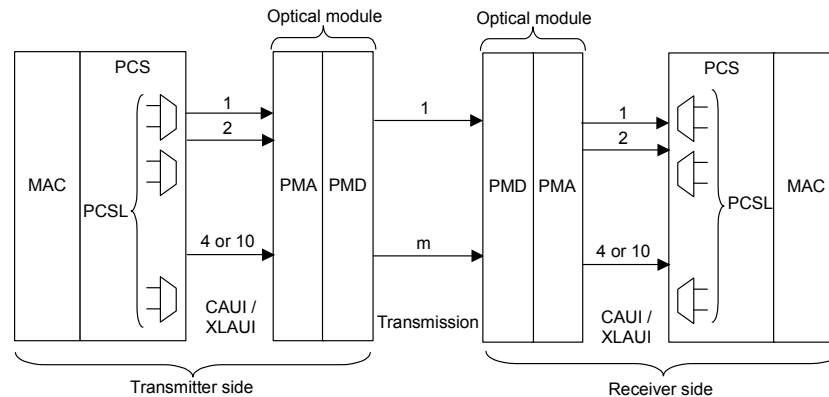 Optical module
Optical module
PCS
PCS
1
1
1
2
2
MAC
PCSL
PMA
PMD
PMD
PMA
PCSL
MAC
4 or 10
m
4 or 10
CAUI /
XLAUI
Transmission
CAUI /
XLAUI
Transmitter side
Receiver side